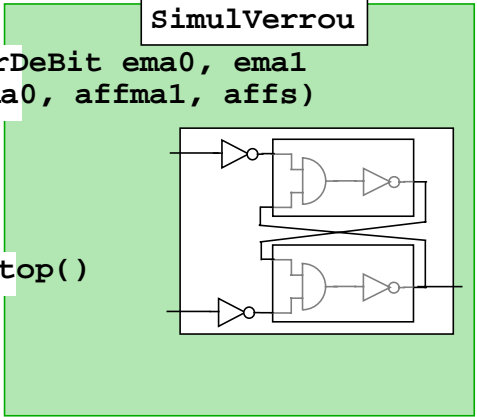 SimulVerrou
rDeBit ema0, ema1
a0, affma1, affs)
top()